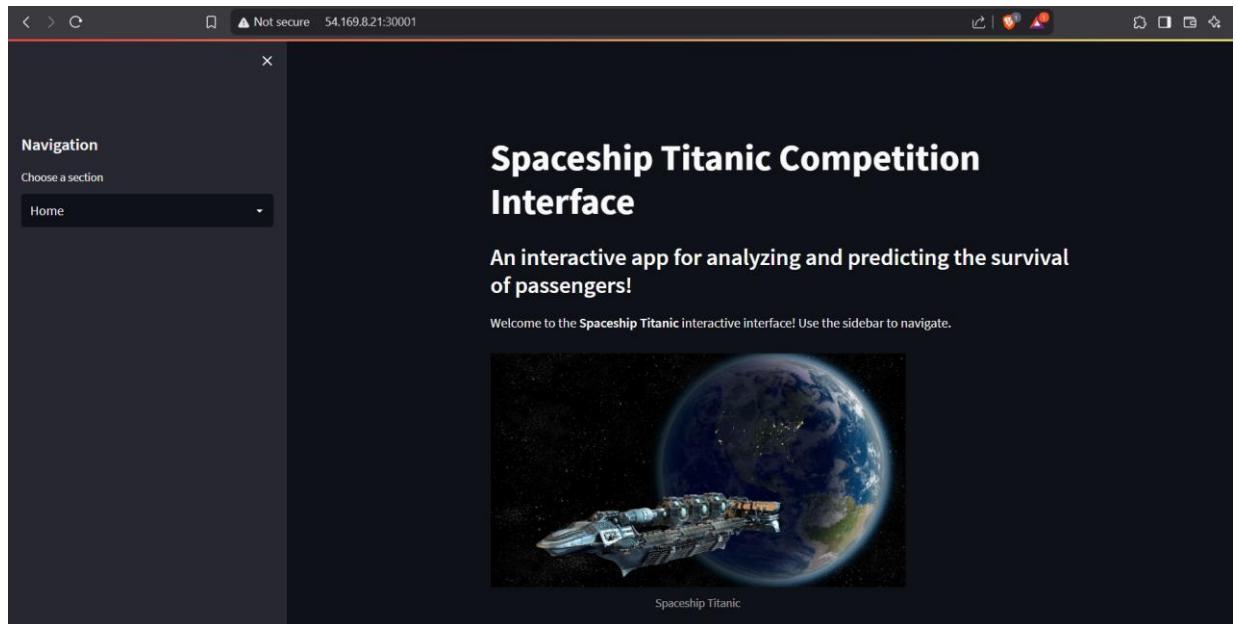 Not secure 54.169.8.21:30001
Navigation
Choose a section
Home
Spaceship Titanic Competition
Interface
An interactive app for analyzing and predicting the survival
of passengers!
Welcome to the Spaceship Titanic interactive interface! Use the sidebar to navigate.
Spaceship Titanic